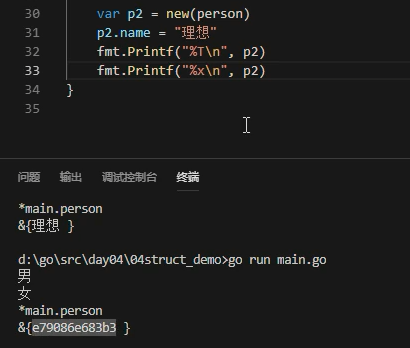 30 var p2 = new(person)
31 p2.name = "理想"
32 fmt.Printf("%T\n", p2)
33 fmt.Printf("%x\n", p2)
34 }
35
问题 输出 调试控制台 终端
*main.person
&{理想 }
d:\go\src\day04\04struct_demo>go run main.go
男
女
*main.person
&{e79086e683b3 }